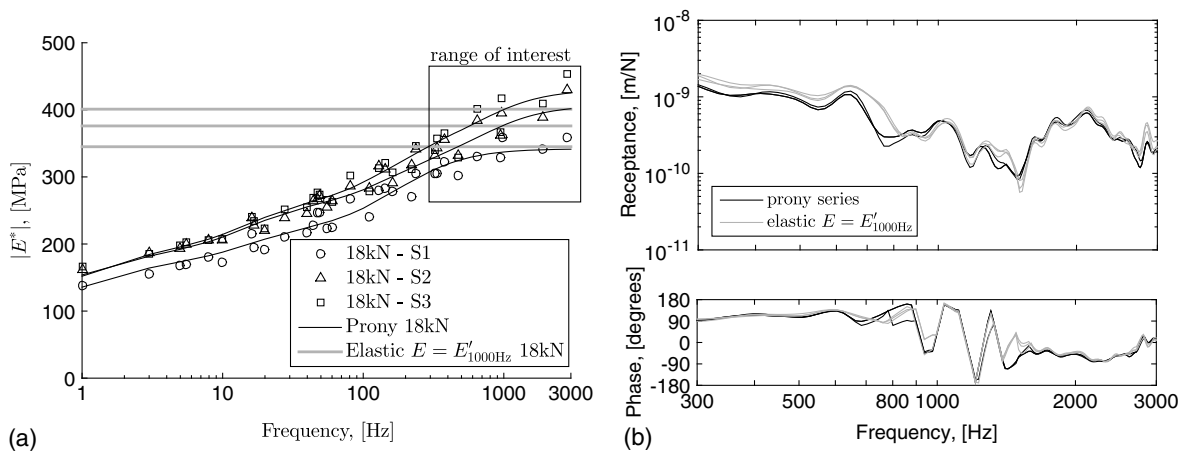 500
400
300
200
100
0
|E*|, [MPa]
range of interest
18kN - S1
18kN - S2
18kN - S3
Prony 18kN
Elastic E = E′1000Hz 18kN
1 10 100 1000 3000
Frequency, [Hz]
(a)
10-8
10-9
10-10
10-11
Receptance, [m/N]
prony series
elastic E = E′1000Hz
180
90
0
-90
-180
Phase, [degrees]
300 500 800 1000 2000 3000
Frequency, [Hz]
(b)